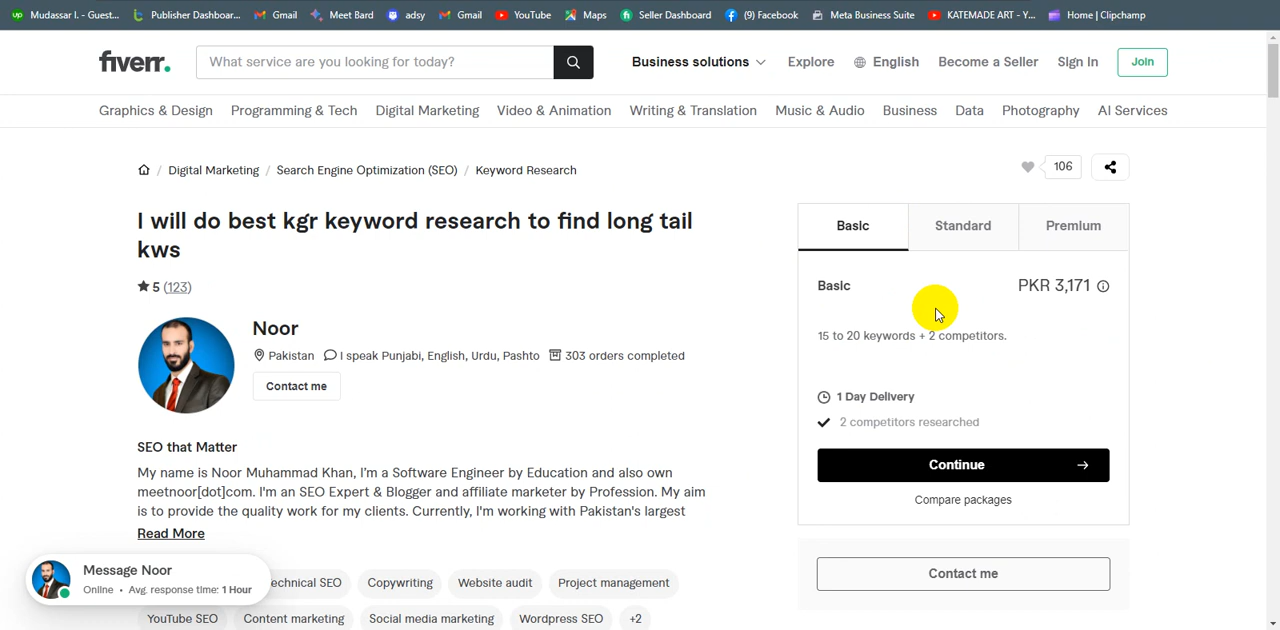 up Mudassar I. - Guest... Publisher Dashboar... Gmail Meet Bard adsy Gmail YouTube Maps fi Seller Dashboard (9) Facebook Meta Business Suite KATEMADE ART - Y... Home | Clipchamp
fiverr. What service are you looking for today? Business solutions Explore English Become a Seller Sign In Join
Graphics & Design Programming & Tech Digital Marketing Video & Animation Writing & Translation Music & Audio Business Data Photography AI Services
/ Digital Marketing / Search Engine Optimization (SEO) / Keyword Research
106
I will do best kgr keyword research to find long tail
kws
5 (123)
Noor
Pakistan I speak Punjabi, English, Urdu, Pashto 303 orders completed
Contact me
SEO that Matter
My name is Noor Muhammad Khan, I'm a Software Engineer by Education and also own
meetnoor[dot]com. I'm an SEO Expert & Blogger and affiliate marketer by Profession. My aim
is to provide the quality work for my clients. Currently, I'm working with Pakistan's largest
Read More
echnical SEO Copywriting Website audit Project management
YouTube SEO Content marketing Social media marketing Wordpress SEO +2
Message Noor
Online • Avg. response time: 1 Hour
Basic Standard Premium
Basic PKR 3,171
15 to 20 keywords + 2 competitors.
1 Day Delivery
2 competitors researched
Continue
Compare packages
Contact me